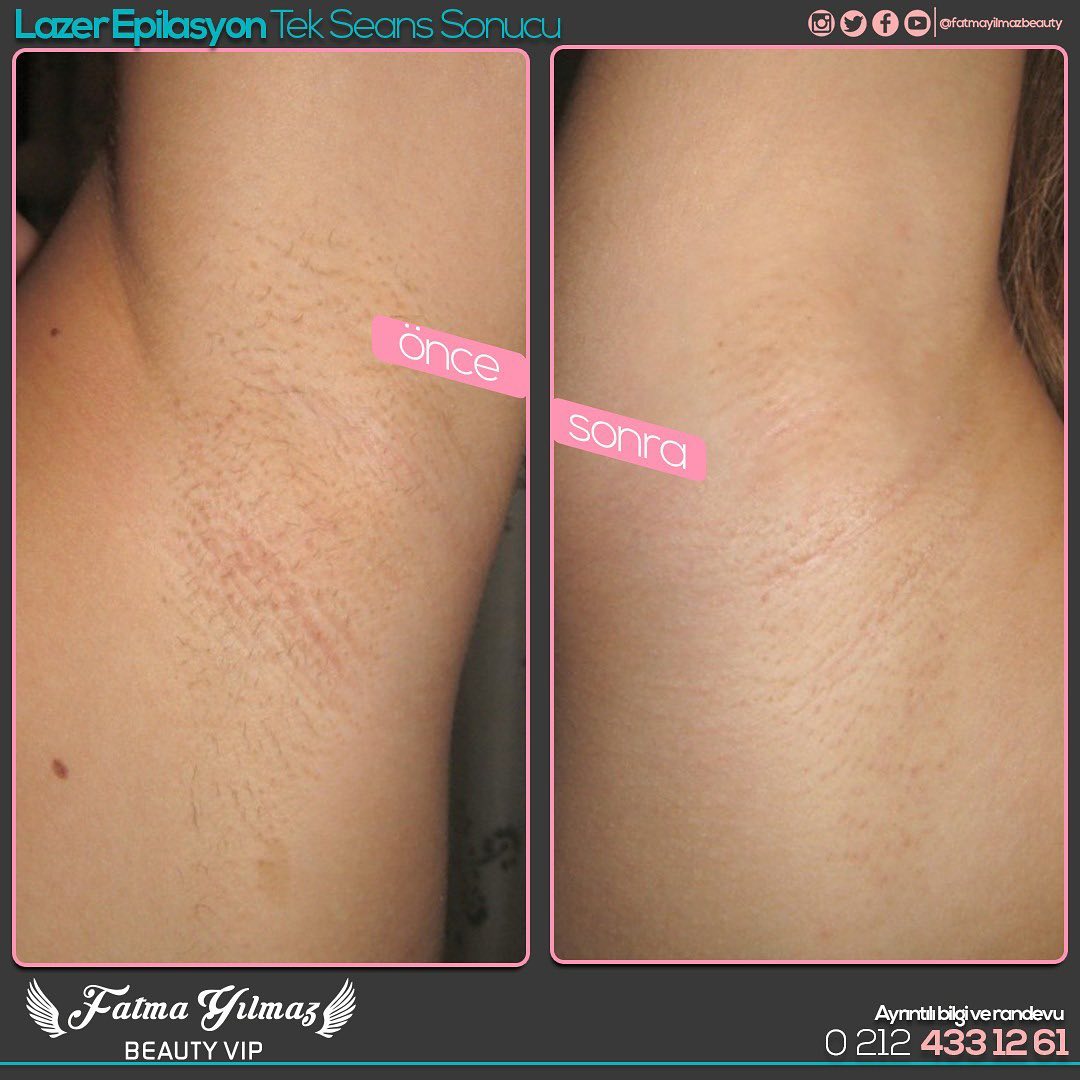 Lazer Epilasyon Tek Seans Sonucu
@fatmayilmazbeauty
önce
sonra
Fatma Yılmaz
BEAUTY VIP
Ayrıntılı bilgi ve randevu
0 212 433 12 61